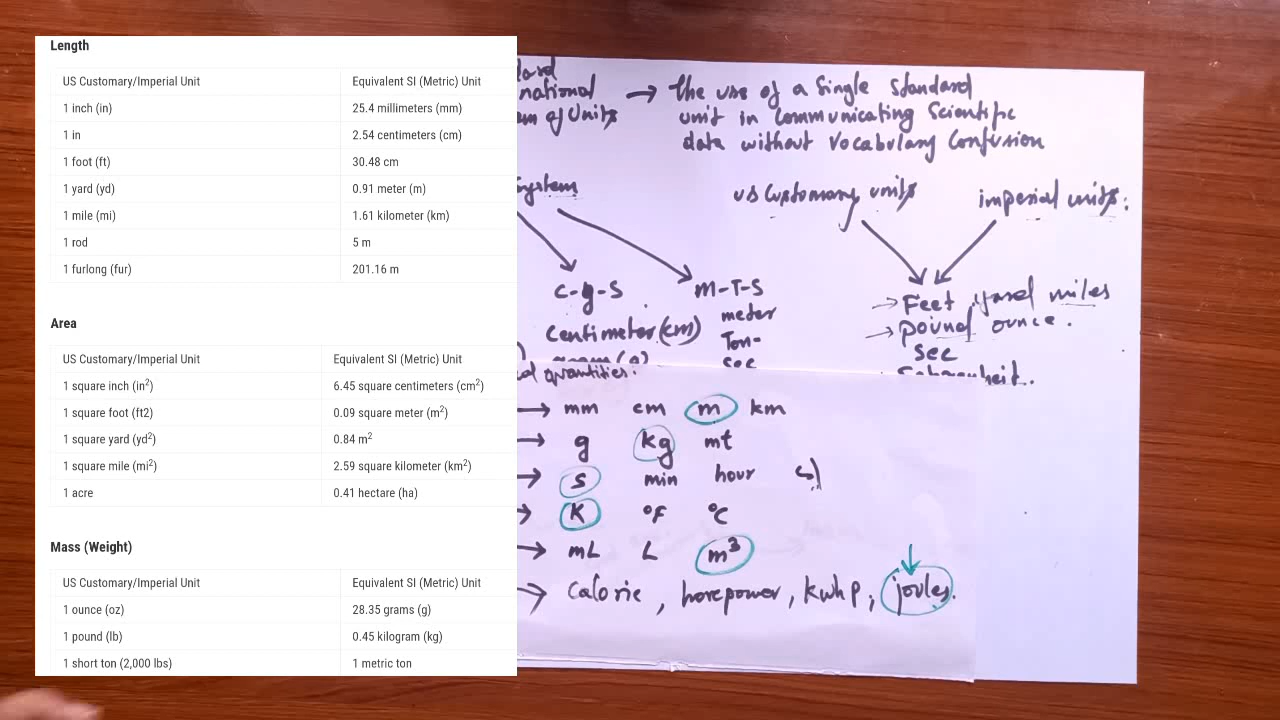 Length
US Customary/Imperial Unit Equivalent SI (Metric) Unit
1 inch (in) 25.4 millimeters (mm)
1 in 2.54 centimeters (cm)
1 foot (ft) 30.48 cm
1 yard (yd) 0.91 meter (m)
1 mile (mi) 1.61 kilometer (km)
1 rod 5 m
1 furlong (fur) 201.16 m
Area
US Customary/Imperial Unit Equivalent SI (Metric) Unit
1 square inch (in²) 6.45 square centimeters (cm²)
1 square foot (ft2) 0.09 square meter (m²)
1 square yard (yd²) 0.84 m²
1 square mile (mi²) 2.59 square kilometer (km²)
1 acre 0.41 hectare (ha)
Mass (Weight)
US Customary/Imperial Unit Equivalent SI (Metric) Unit
1 ounce (oz) 28.35 grams (g)
1 pound (lb) 0.45 kilogram (kg)
1 short ton (2,000 lbs) 1 metric ton
national → the use of a Single Standard
of Units unit in Communicating Scientific
data without Vocabulary Confusion
System US Customary units imperial units.
C-g-S M-T-S
Centimeter (cm) meter
Ton-
Sec
→ Feet yard miles
→ pound ounce.
Sec
quantities:
→ mm cm m km
→ g kg mt
→ s min hour
→ K °F °C
→ mL L m³
→ Calorie, horepower, kwhp, joules.